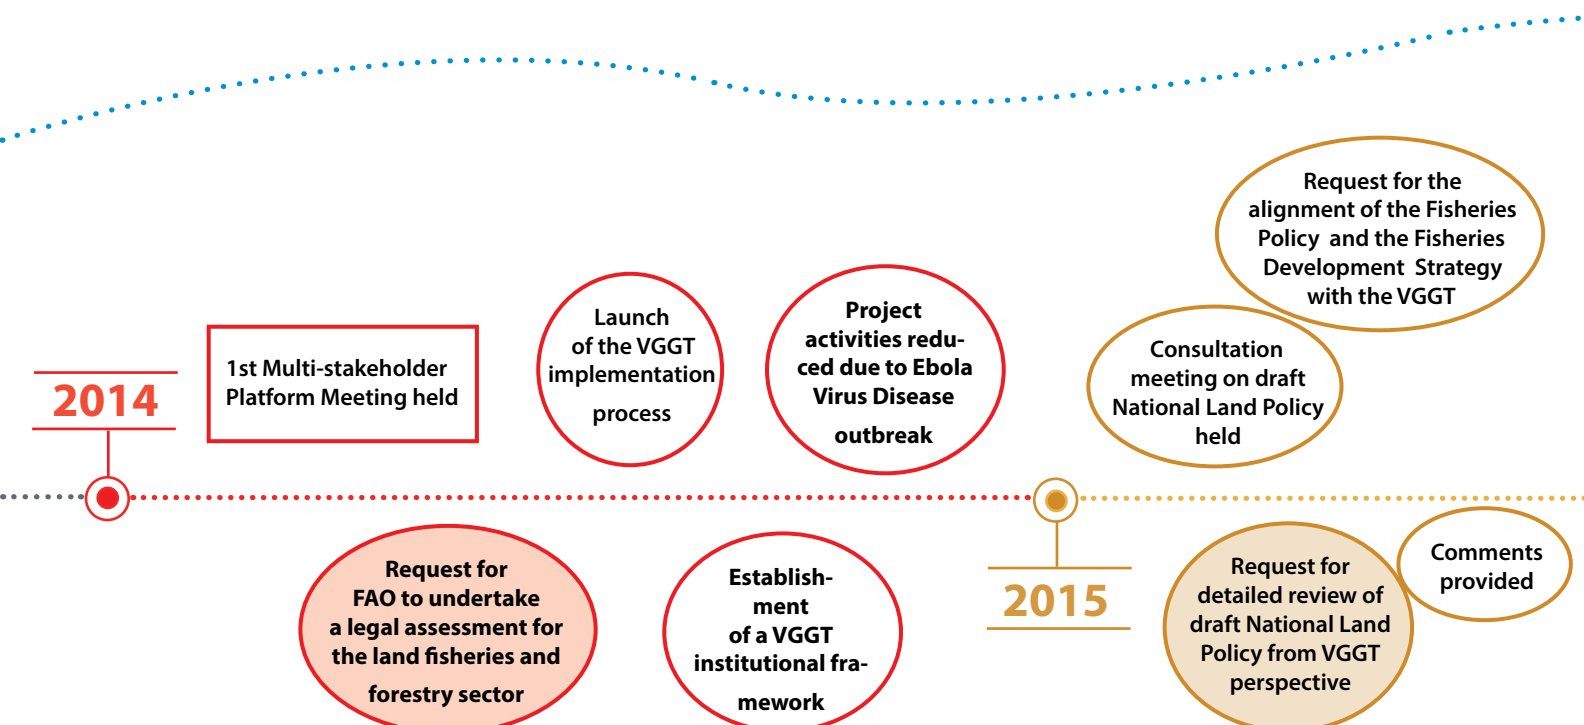 2014
1st Multi-stakeholder
Platform Meeting held
Request for
FAO to undertake
a legal assessment for
the land fisheries and
forestry sector
Launch
of the VGGT
implementation
process
Establish-
ment
of a VGGT
institutional fra-
mework
Project
activities redu-
ced due to Ebola
Virus Disease
outbreak
2015
Consultation
meeting on draft
National Land Policy
held
Request for the
alignment of the Fisheries
Policy and the Fisheries
Development Strategy
with the VGGT
Request for
detailed review of
draft National Land
Policy from VGGT
perspective
Comments
provided